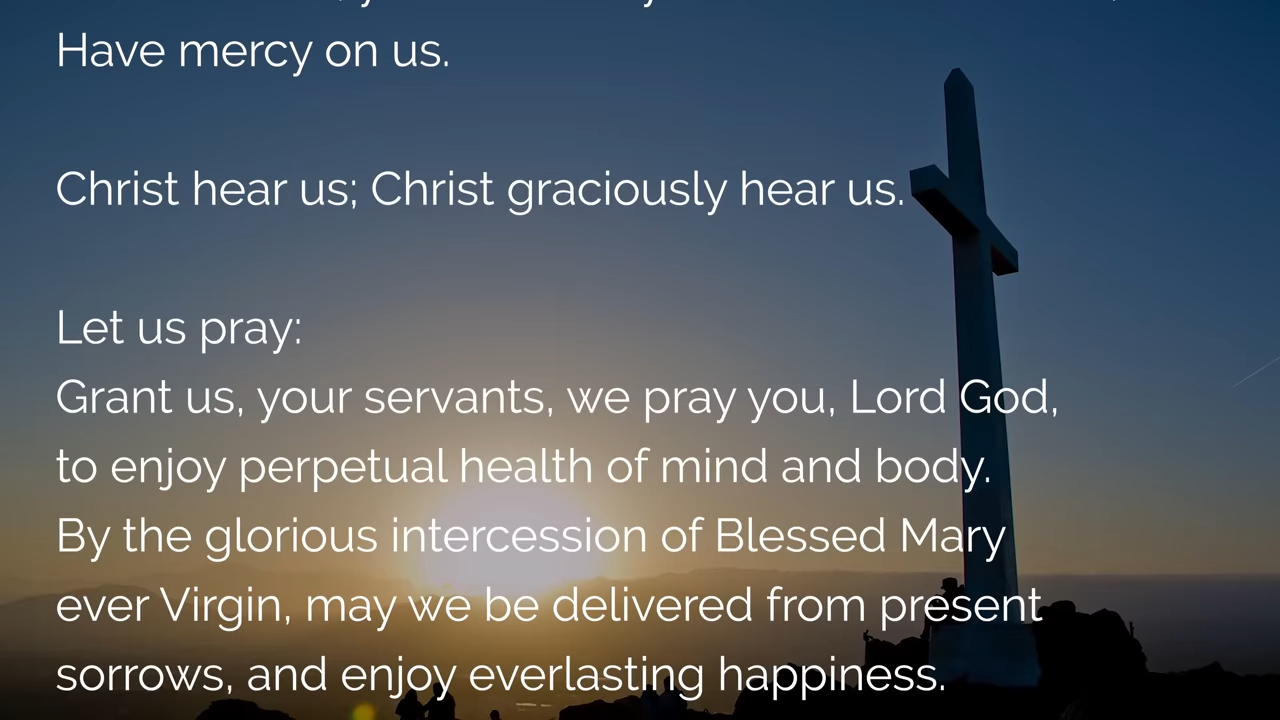 Have mercy on us.
Christ hear us; Christ graciously hear us.
Let us pray:
Grant us, your servants, we pray you, Lord God,
to enjoy perpetual health of mind and body.
By the glorious intercession of Blessed Mary
ever Virgin, may we be delivered from present
sorrows, and enjoy everlasting happiness.